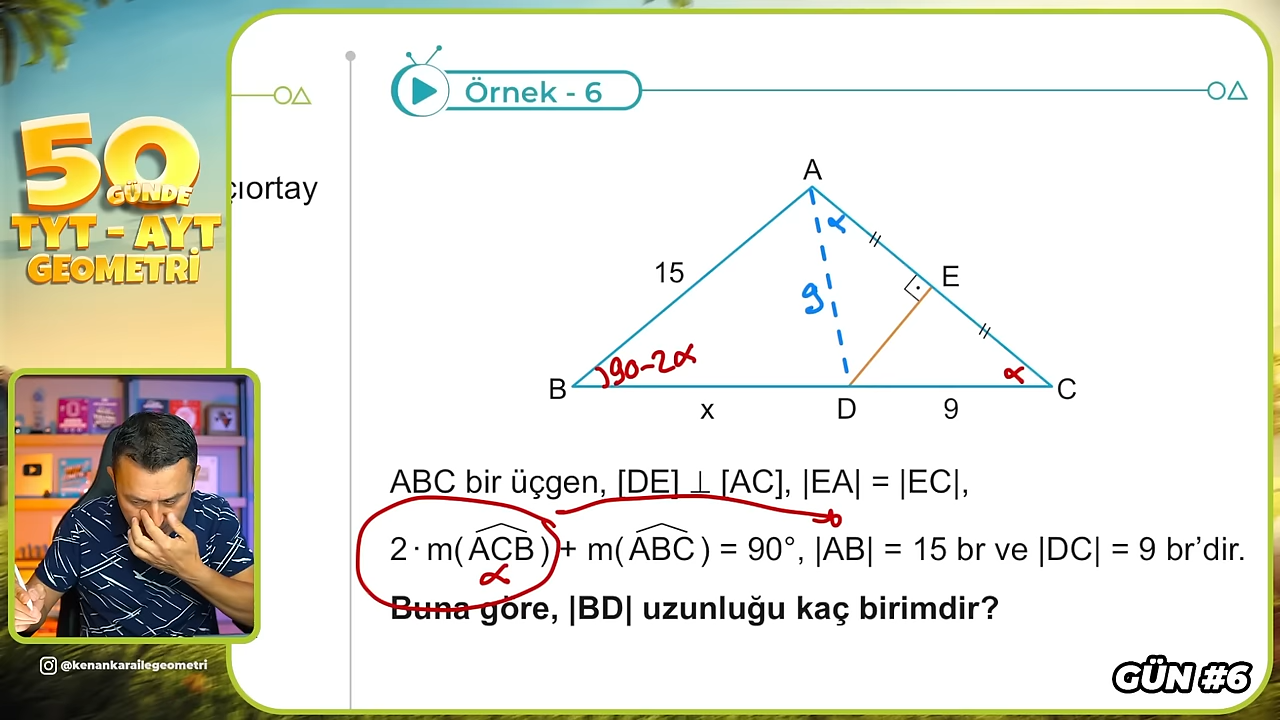 50
GÜNDE
TYT - AYT
GEOMETRİ
çıortay
Örnek - 6
A
α
15
E
9
90-2α
α
B
x
D
9
C
ABC bir üçgen, [DE] ⊥ [AC], |EA| = |EC|,
2 · m(ACB) + m(ABC) = 90°, |AB| = 15 br ve |DC| = 9 br’dir.
α
Buna göre, |BD| uzunluğu kaç birimdir?
@kenankarailegeometri
GÜN #6